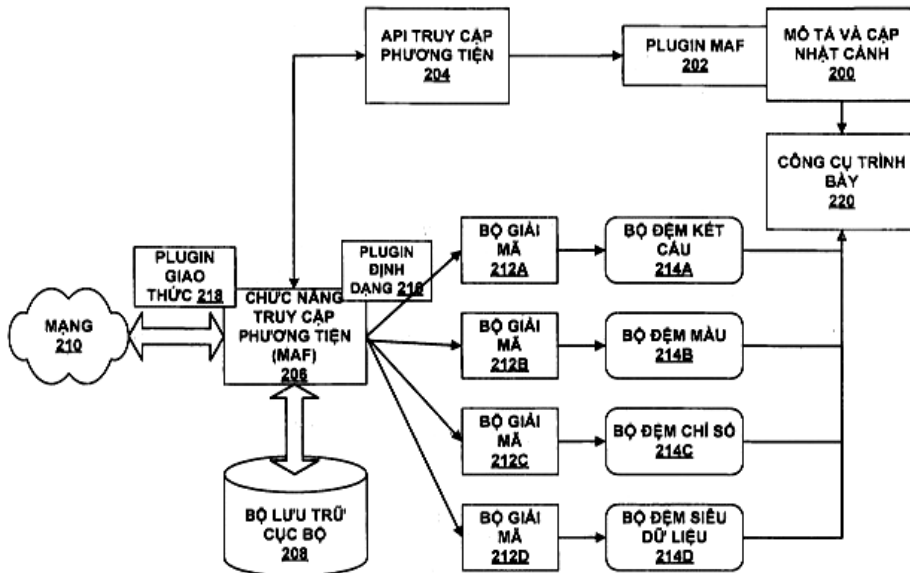 API TRUY CẬP
PHƯƠNG TIỆN
204
PLUGIN MAF
202
MÔ TẢ VÀ CẬP
NHẬT CẢNH
200
CÔNG CỤ TRÌNH
BÀY
220
PLUGIN
GIAO
THỨC 218
PLUGIN
ĐỊNH
DẠNG 216
MẠNG
210
CHỨC NĂNG
TRUY CẬP
PHƯƠNG TIỆN
(MAF)
206
BỘ LƯU TRỮ
CỤC BỘ
208
BỘ GIẢI
MÃ
212A
BỘ ĐỆM KẾT
CẤU
214A
BỘ GIẢI
MÃ
212B
BỘ ĐỆM MÀU
214B
BỘ GIẢI
MÃ
212C
BỘ ĐỆM CHỈ SỐ
214C
BỘ GIẢI
MÃ
212D
BỘ ĐỆM SIÊU
DỮ LIỆU
214D